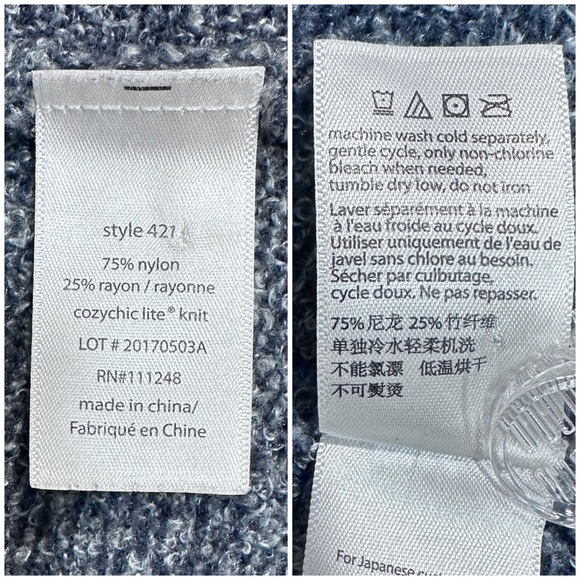 style 421
75% nylon
25% rayon / rayonne
cozychic lite® knit
LOT # 20170503A
RN#111248
made in china/
Fabriqué en Chine
machine wash cold separately,
gentle cycle, only non-chlorine
bleach when needed,
tumble dry low, do not iron
Laver séparément à la machine
à l'eau froide au cycle doux.
Utiliser uniquement de l'eau de
javel sans chlore au besoin.
Sécher par culbutage,
cycle doux. Ne pas repasser.
75% 尼龙 25% 竹纤维
单独冷水轻柔机洗
不能氯漂 低温烘干
不可熨烫
For Japanese